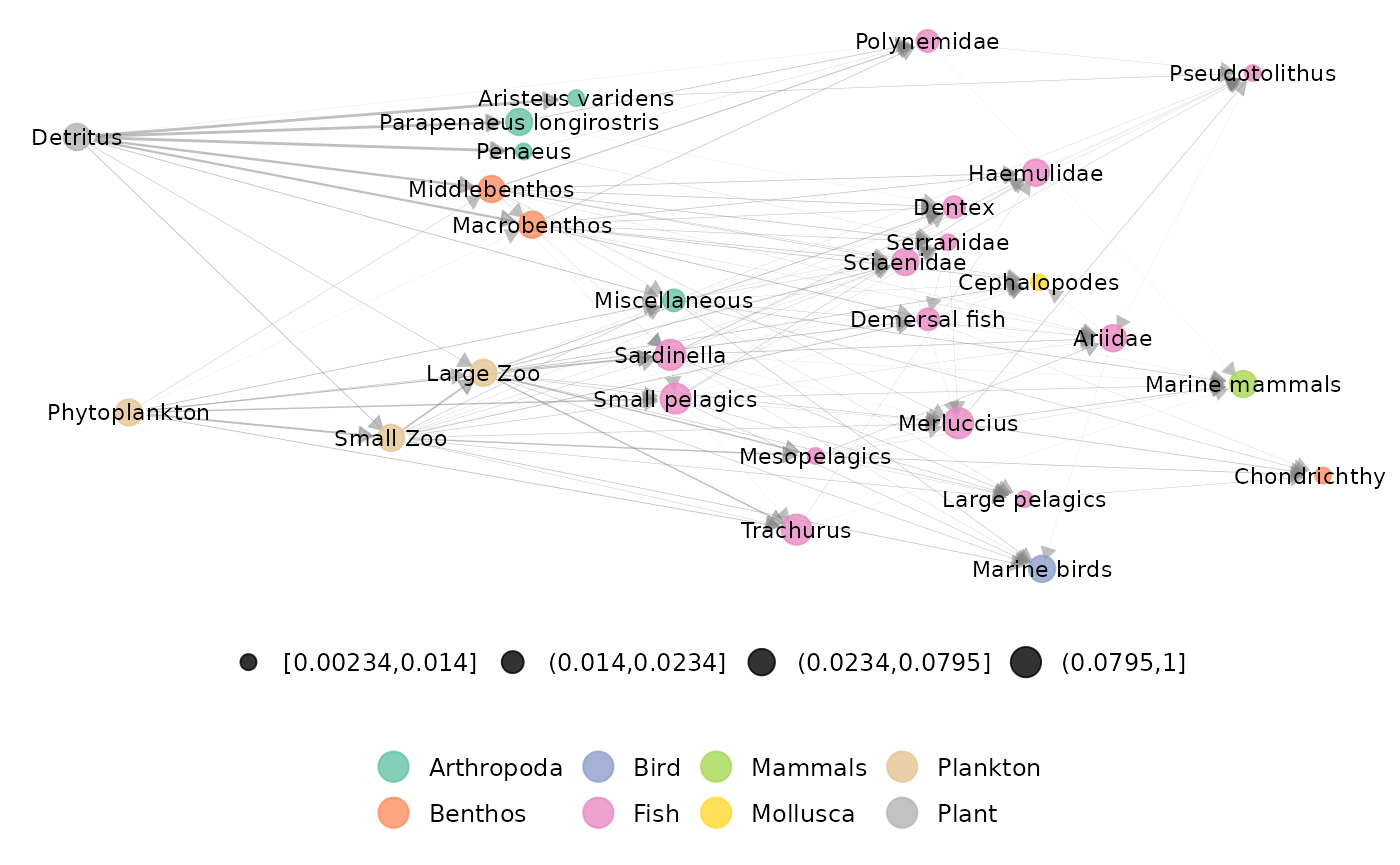 Polynemidae
Pseudotolithus
Aristeus varidens
Parapenaeus longirostris
Detritus
Penaeus
Haemulidae
Middlebenthos
Dentex
Macrobenthos
Serranidae
Sciaenidae
Cephalopodes
Miscellaneous
Demersal fish
Ariidae
Sardinella
Large Zoo
Marine mammals
Small pelagics
Phytoplankton
Merluccius
Small Zoo
Mesopelagics
Chondrichthy
Large pelagics
Trachurus
Marine birds
[0.00234,0.014] (0.014,0.0234] (0.0234,0.0795] (0.0795,1]
Arthropoda Bird Mammals Plankton
Benthos Fish Mollusca Plant